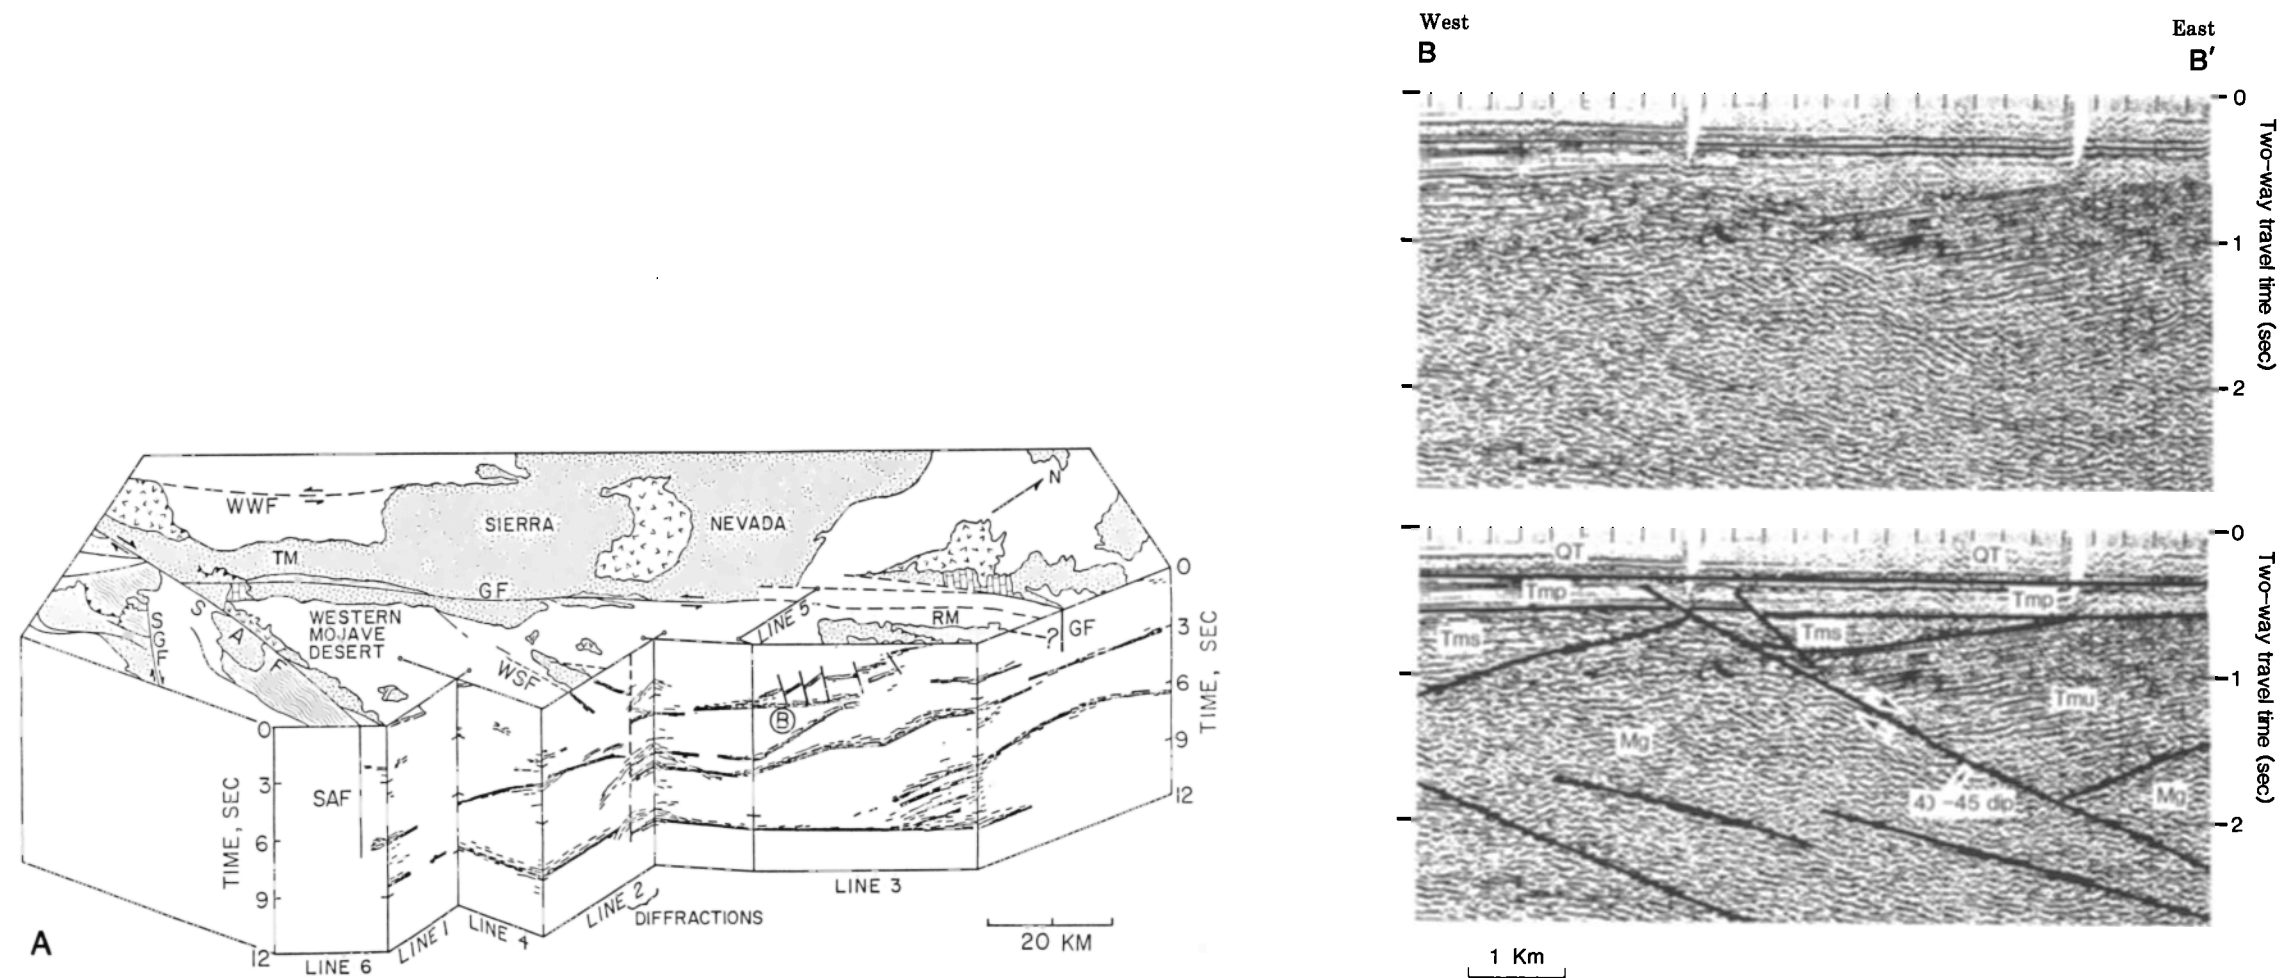 WWF
SIERRA
NEVADA
N
TM
GF
WESTERN
MOJAVE
DESERT
S
A
F
S
G
F
WSF
LINE 5
RM
?
GF
B
0
3
6
9
12
TIME, SEC
0
3
6
9
12
TIME, SEC
SAF
LINE 6
LINE 1
LINE 4
LINE 2
DIFFRACTIONS
LINE 3
20 KM
A
West
B
East
B'
0
1
2
Two-way travel time (sec)
QT
QT
Tmp
Tmp
Tms
Tms
Tmu
Mg
Mg
-45 dip
0
1
2
Two-way travel time (sec)
1 Km